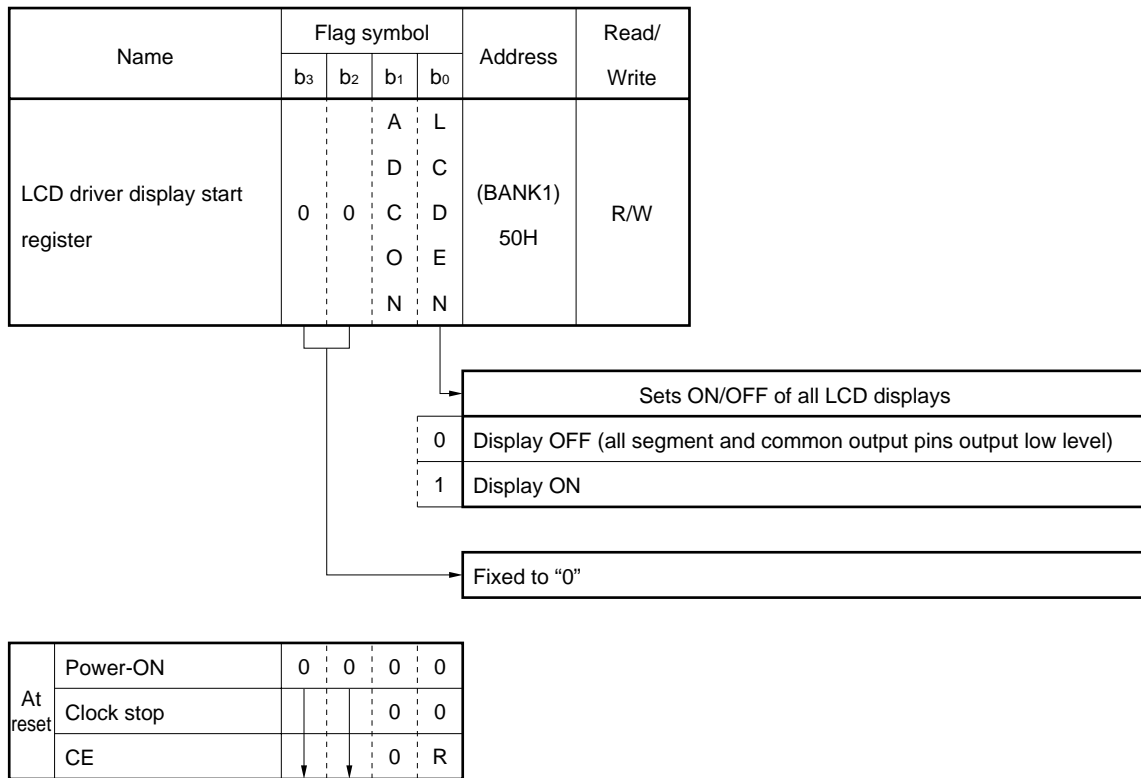 Name Flag symbol Address Read/
Write
b3 b2 b1 b0
LCD driver display start
register
0 0 ADCON LCDEN (BANK1)
50H
R/W
Sets ON/OFF of all LCD displays
0 Display OFF (all segment and common output pins output low level)
1 Display ON
Fixed to “0”
At
reset
Power-ON 0 0 0 0
Clock stop 0 0
CE 0 R